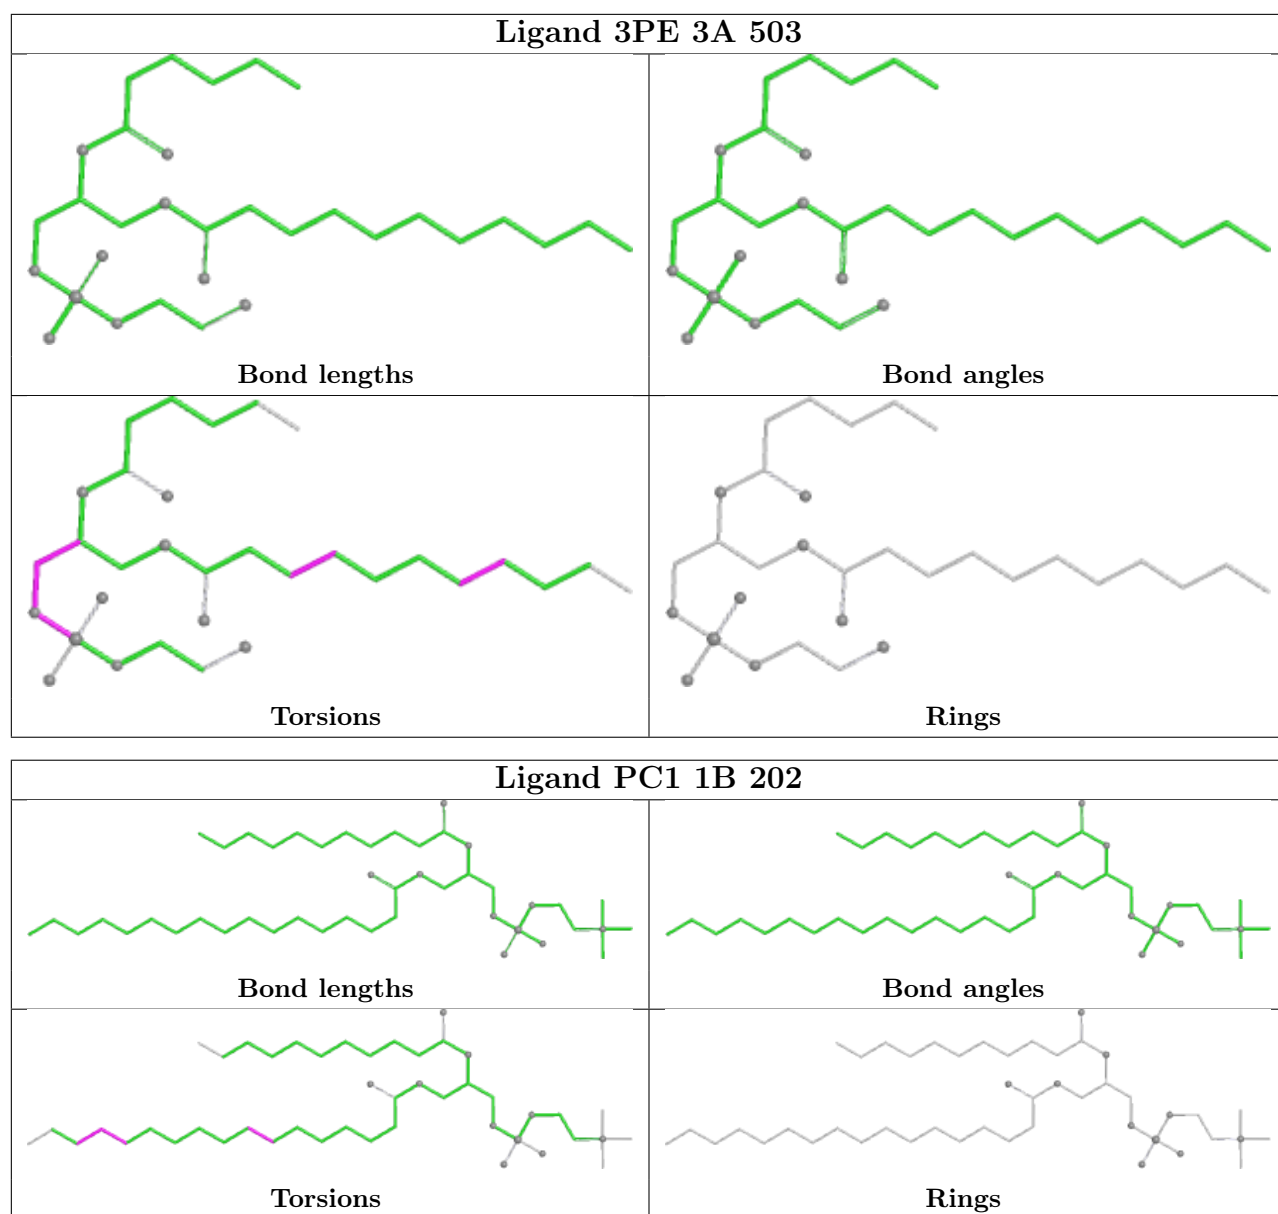 Ligand 3PE 3A 503
Bond lengths
Bond angles
Torsions
Rings
Ligand PC1 1B 202
Bond lengths
Bond angles
Torsions
Rings